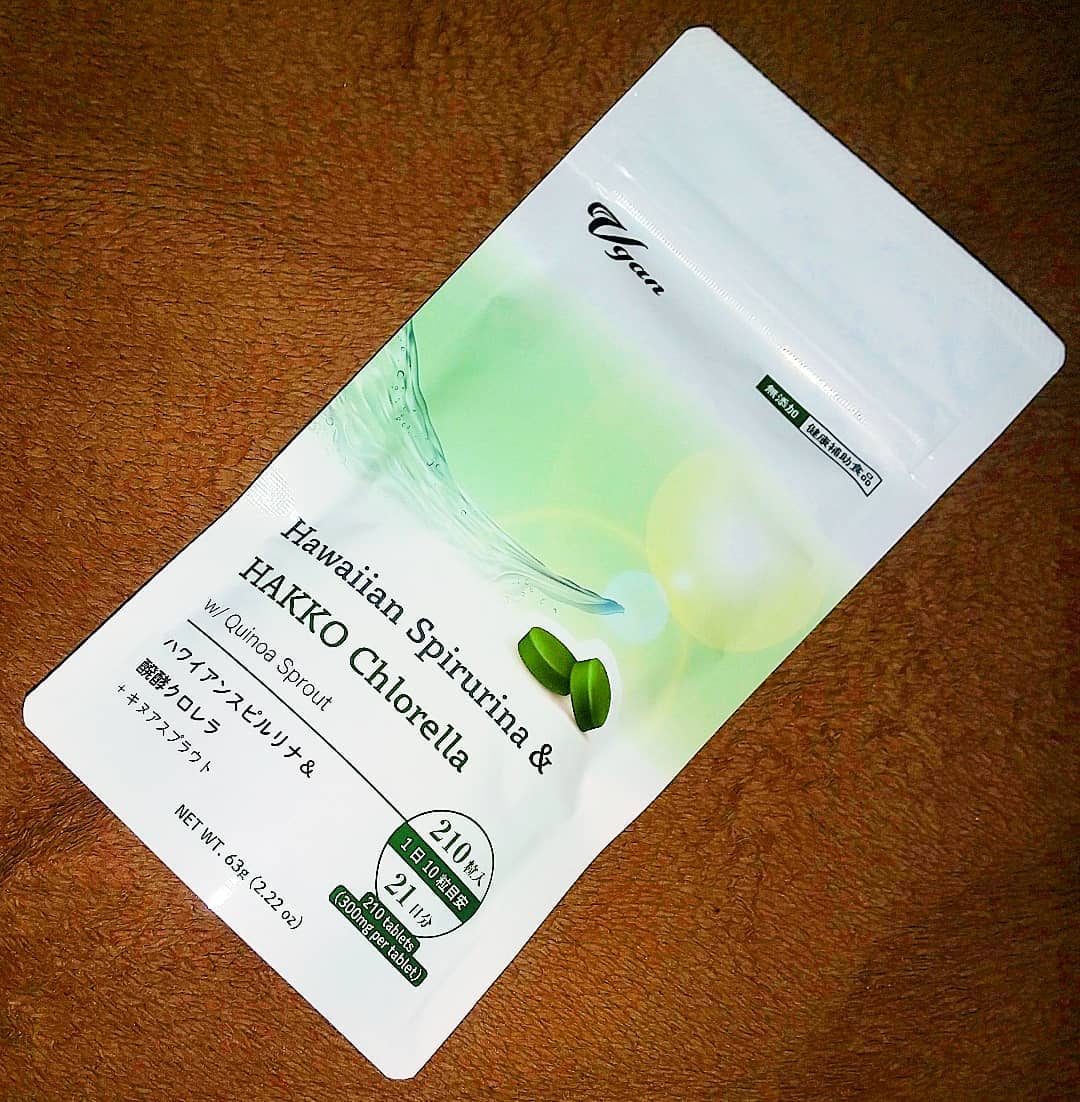 Vgan
無添加 健康補助食品
Hawaiian Spirurina &
HAKKO Chlorella
w/ Quinoa Sprout
ハワイアンスピルリナ &
醗酵クロレラ
+ キヌアスプラウト
210粒入
1日10粒目安
21日分
210 tablets
(300mg per tablet)
NET WT. 63g (2.22 oz)